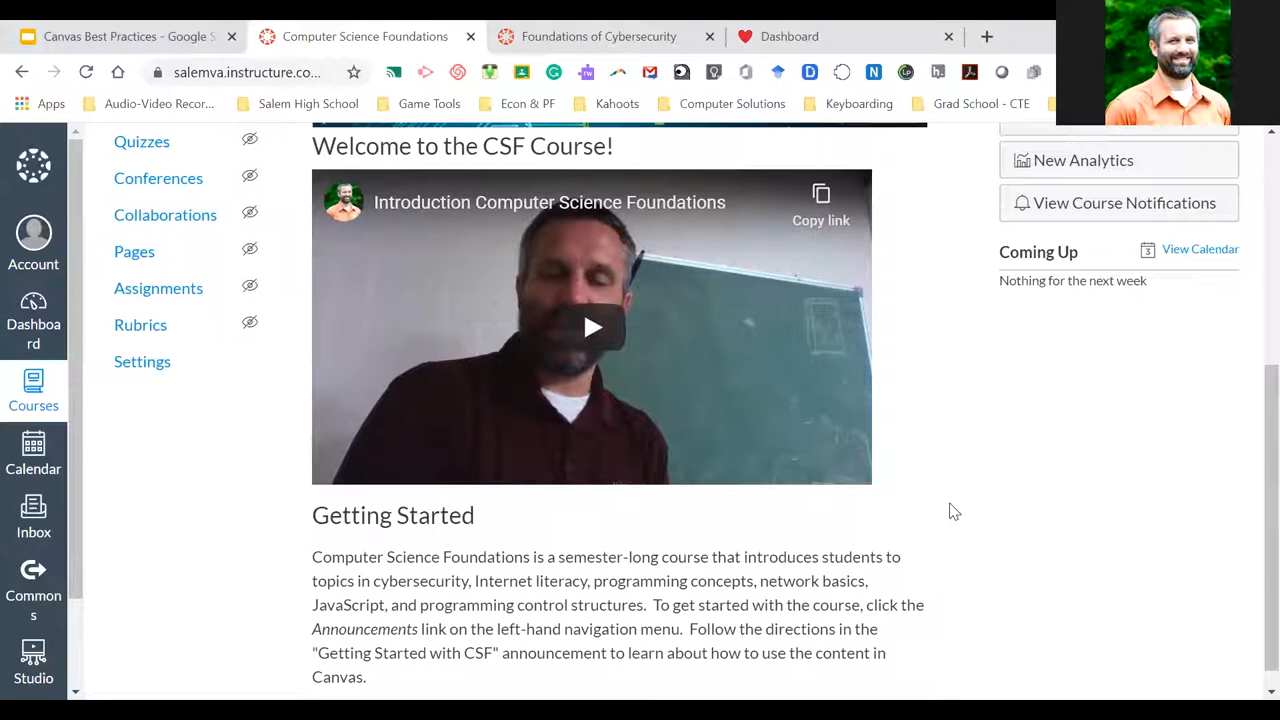 Canvas Best Practices - Google S
Computer Science Foundations
Foundations of Cybersecurity
Dashboard
salemva.instructure.co...
Apps
Audio-Video Recor...
Salem High School
Game Tools
Econ & PF
Kahoots
Computer Solutions
Keyboarding
Grad School - CTE
Account
Dashboa
rd
Courses
Calendar
Inbox
Common
s
Studio
Quizzes
Conferences
Collaborations
Pages
Assignments
Rubrics
Settings
Welcome to the CSF Course!
Introduction Computer Science Foundations
Copy link
Getting Started
Computer Science Foundations is a semester-long course that introduces students to
topics in cybersecurity, Internet literacy, programming concepts, network basics,
JavaScript, and programming control structures. To get started with the course, click the
Announcements link on the left-hand navigation menu. Follow the directions in the
"Getting Started with CSF" announcement to learn about how to use the content in
Canvas.
New Analytics
View Course Notifications
Coming Up
3 View Calendar
Nothing for the next week